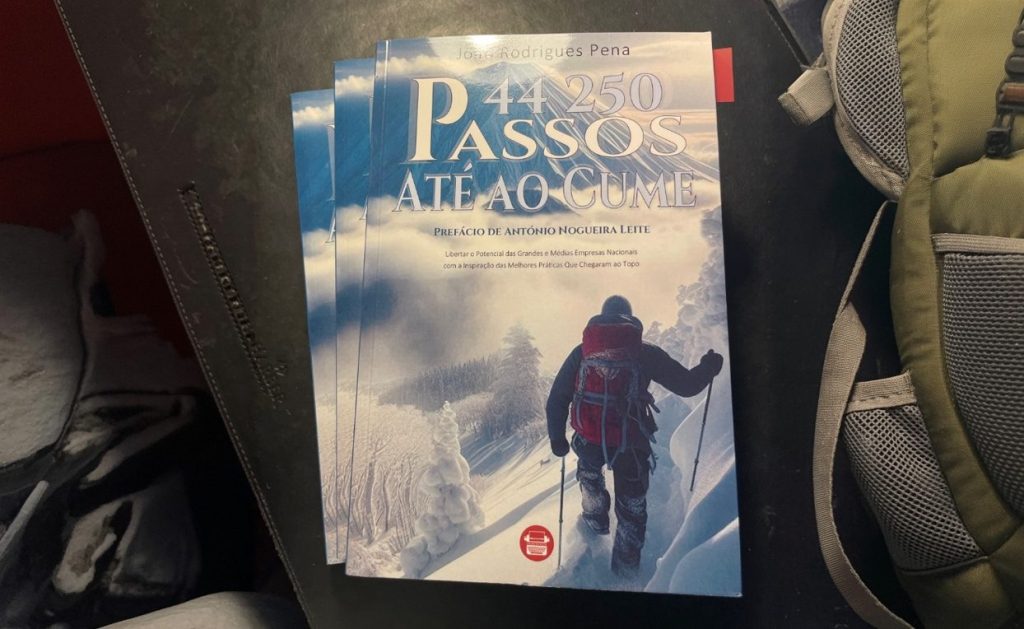 João Rodrigues Pena
44 250
Passos
Até ao Cume
Prefácio de António Nogueira Leite
Libertar o Potencial das Grandes e Médias Empresas Nacionais
com a Inspiração das Melhores Práticas Que Chegaram ao Topo